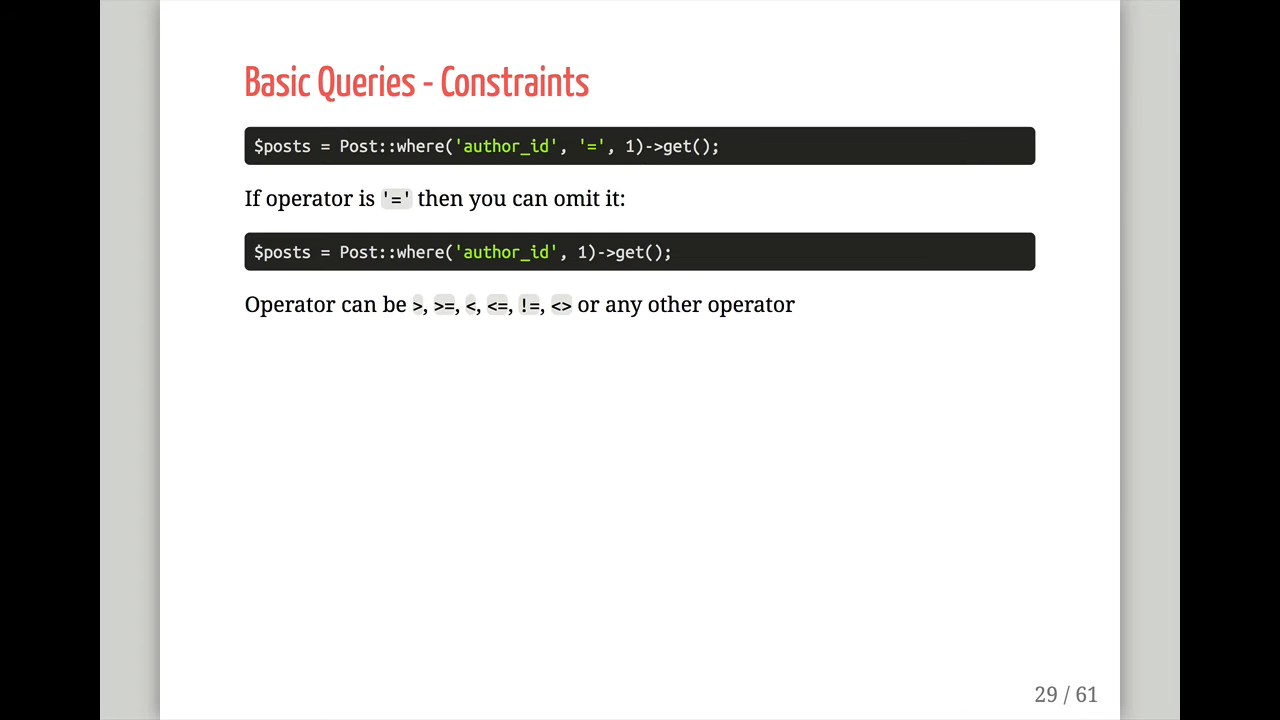 Basic Queries - Constraints
$posts = Post::where('author_id', '=', 1)->get();
If operator is '=' then you can omit it:
$posts = Post::where('author_id', 1)->get();
Operator can be >, >=, <, <=, !=, <> or any other operator
29 / 61